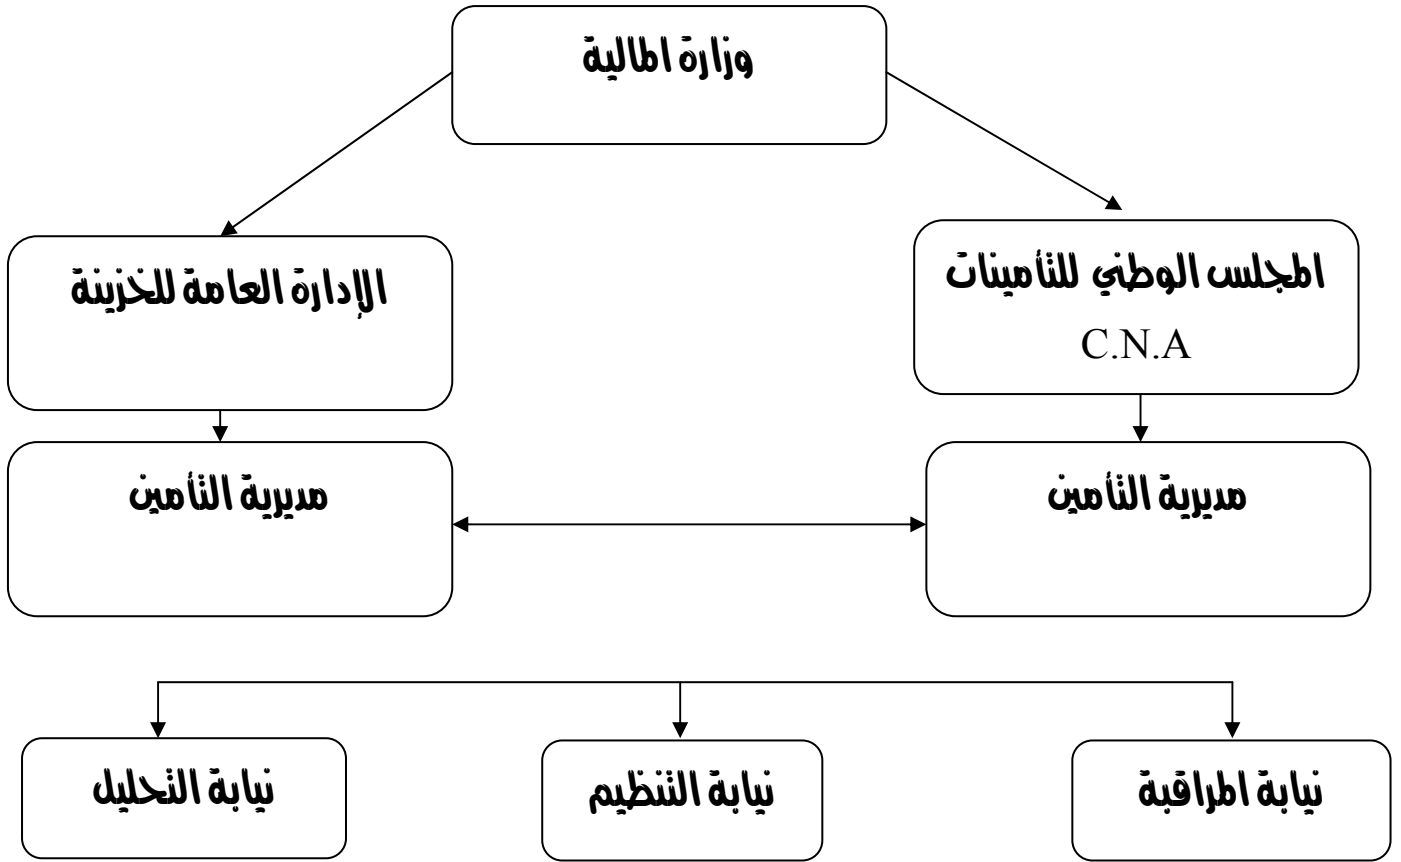 وزارة المالية
المجلس الوطني للتأمينات
C.N.A
الإدارة العامة للخزينة
مديرية التأمين
مديرية التأمين
نيابة المراقبة
نيابة التنظيم
نيابة التحليل